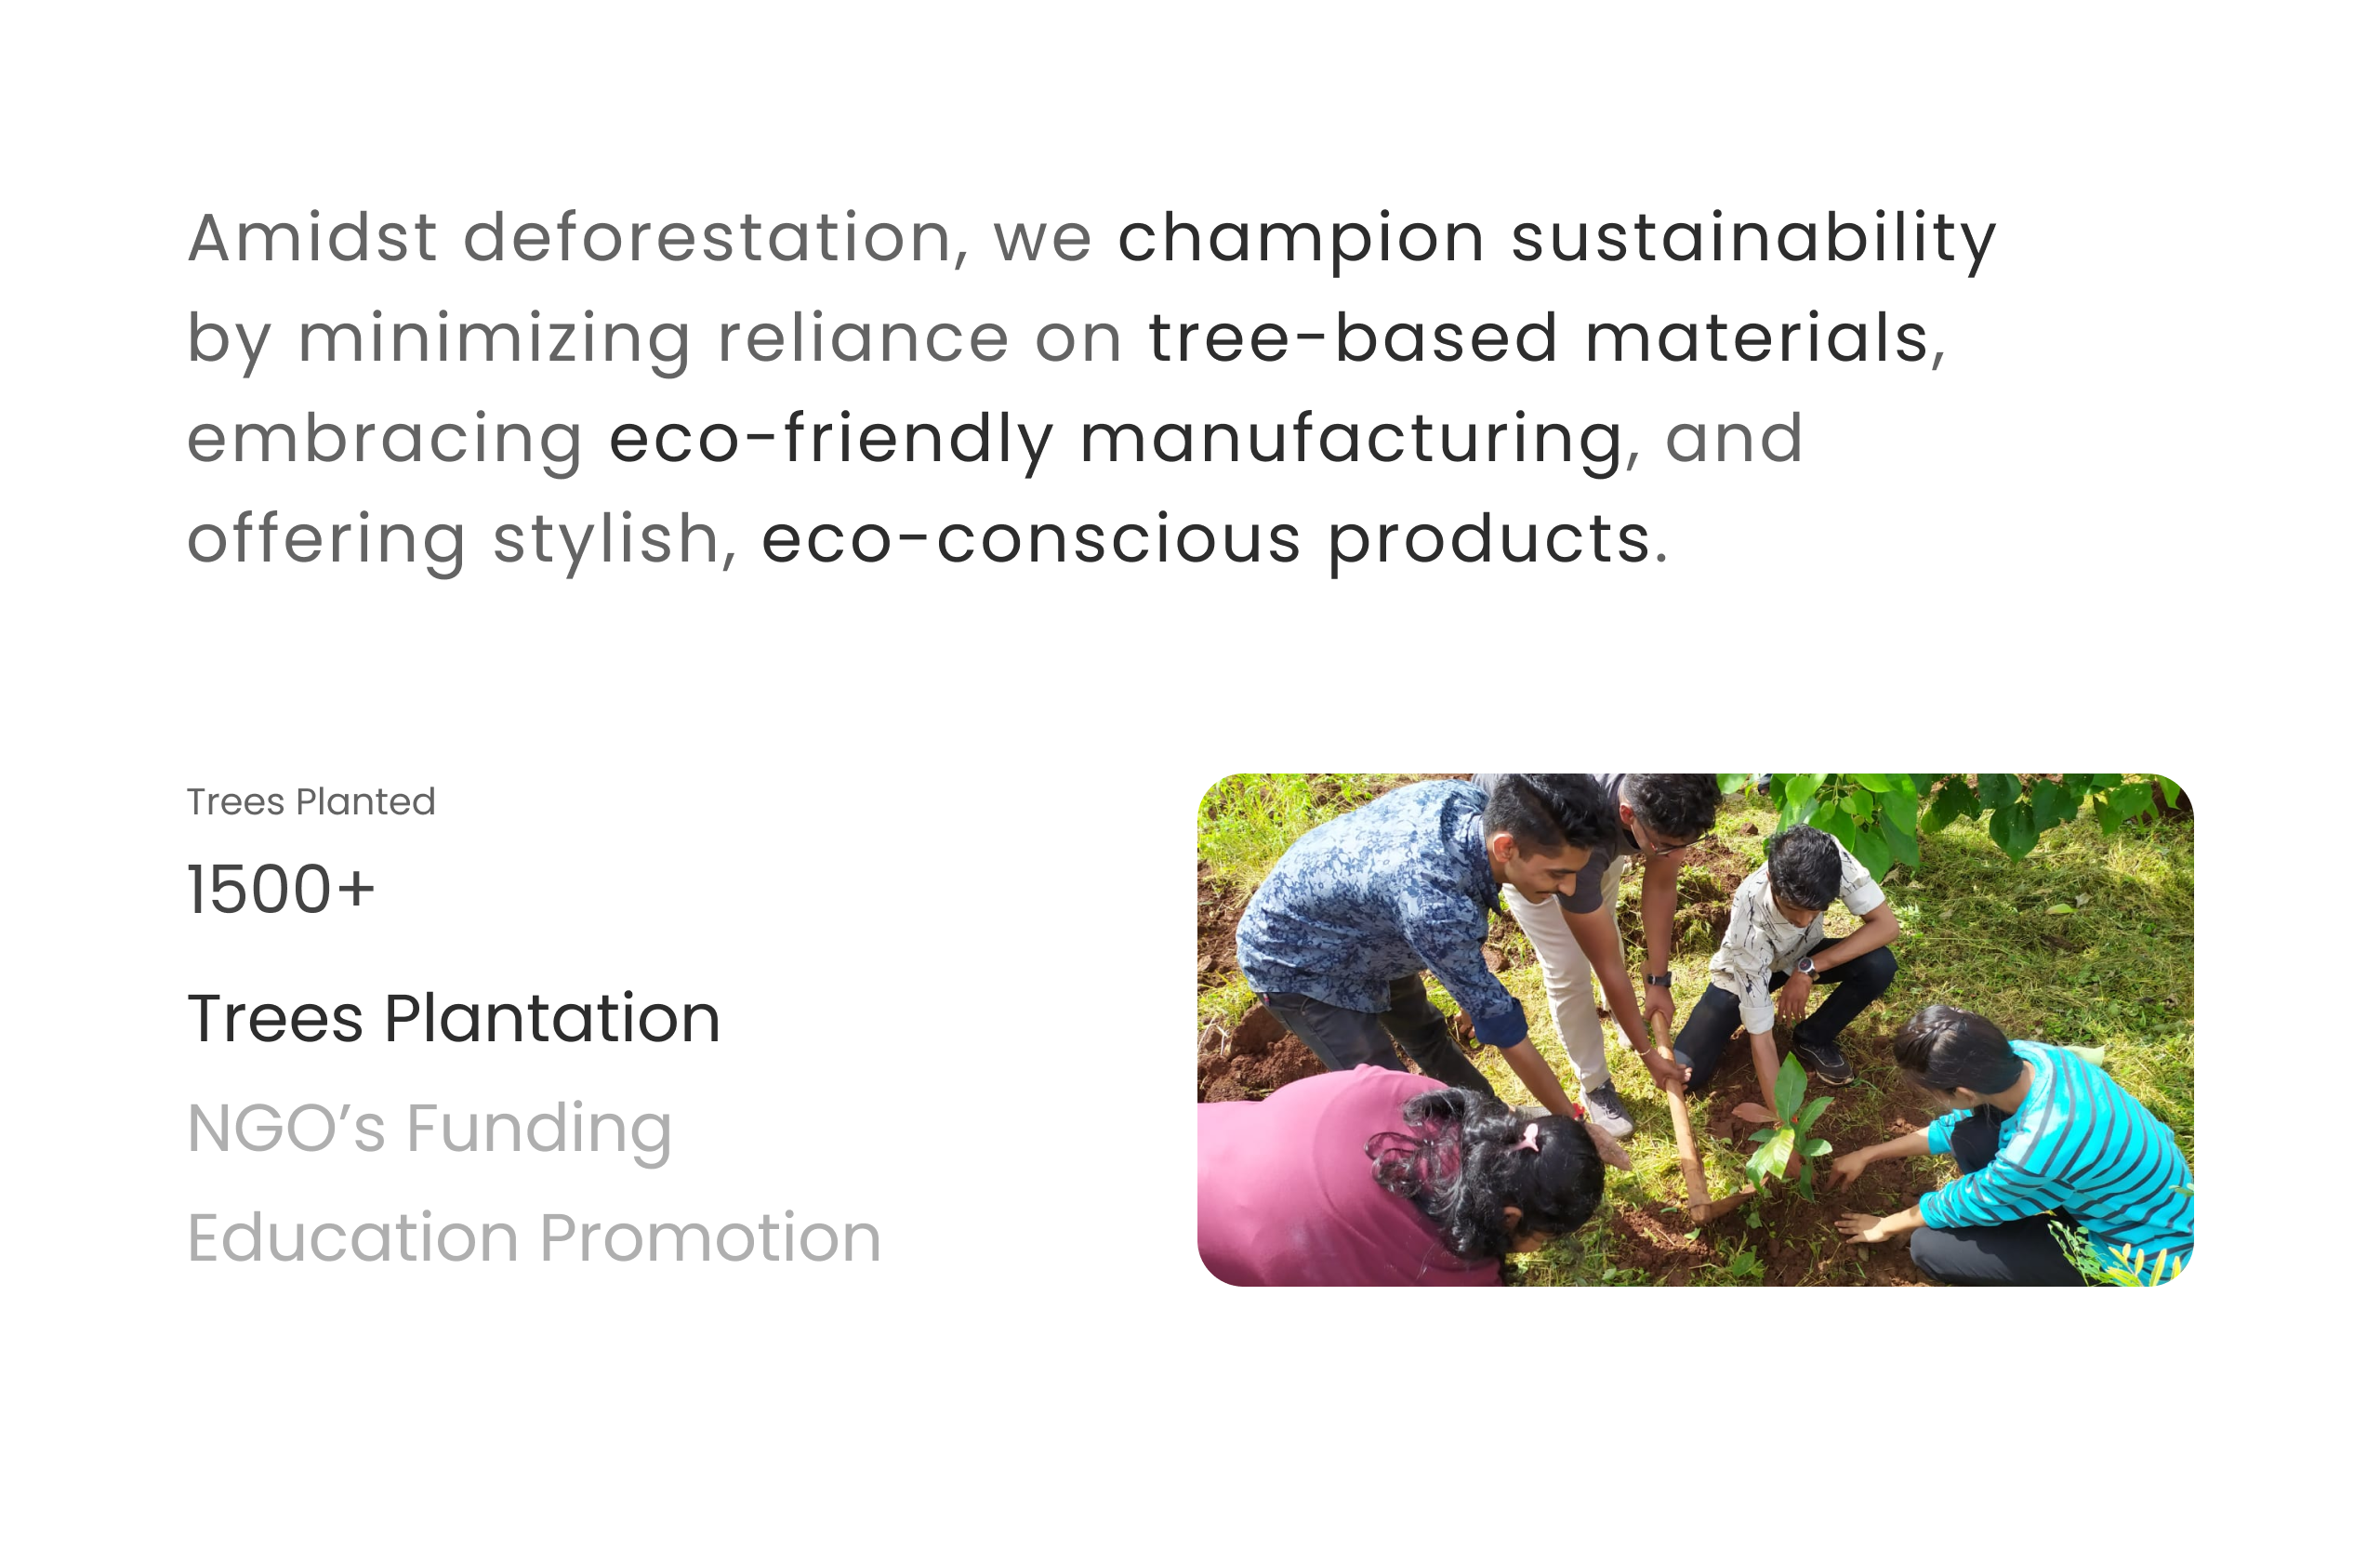 Amidst deforestation, we champion sustainability
by minimizing reliance on tree-based materials,
embracing eco-friendly manufacturing, and
offering stylish, eco-conscious products.
Trees Planted
1500+
Trees Plantation
NGO’s Funding
Education Promotion